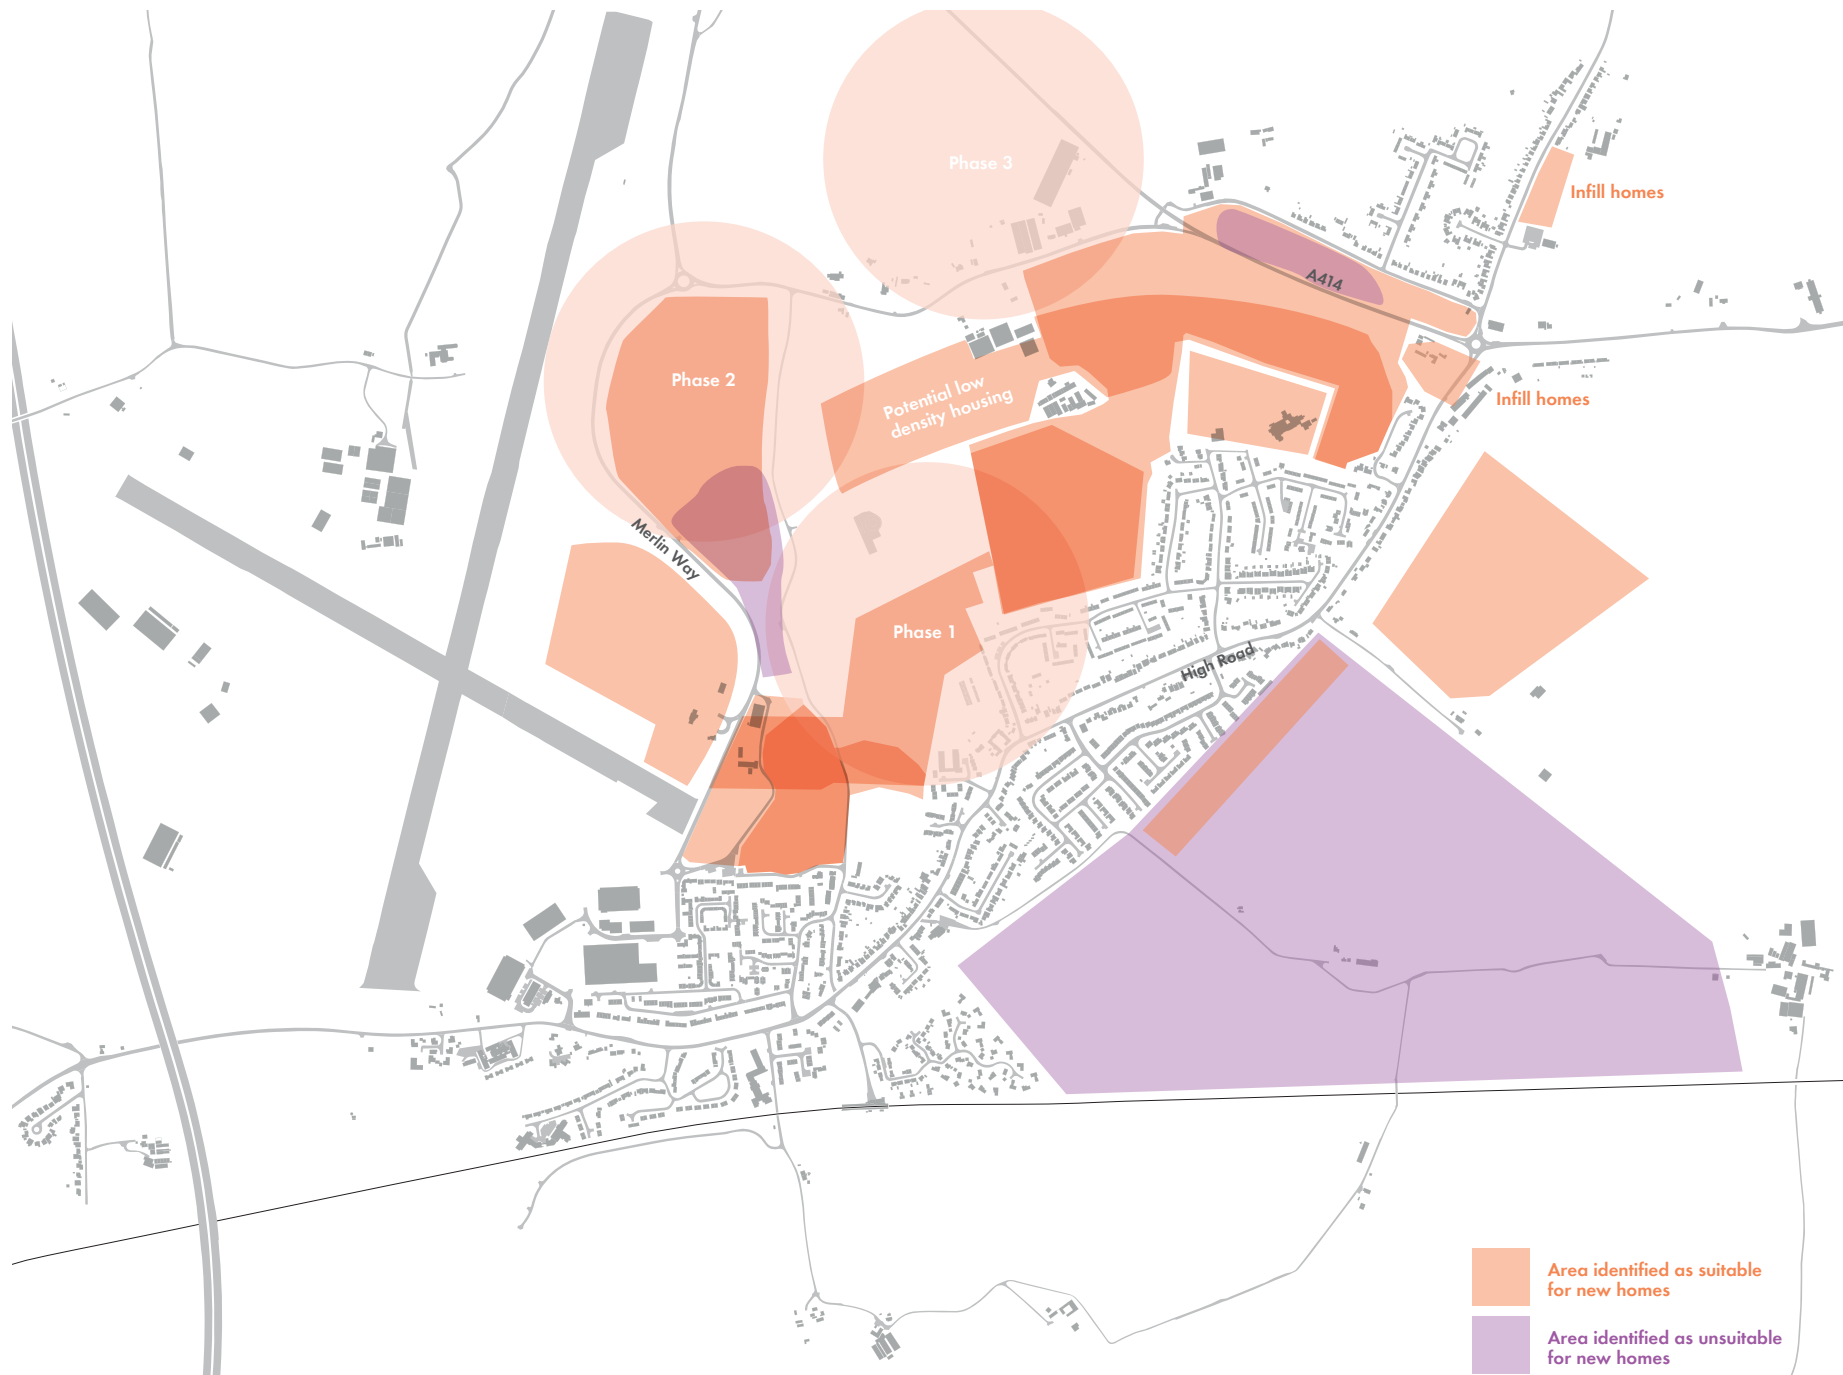 Phase 3
Infill homes
A414
Phase 2
Potential low
density housing
Infill homes
Merlin Way
Phase 1
High Road
Area identified as suitable
for new homes
Area identified as unsuitable
for new homes